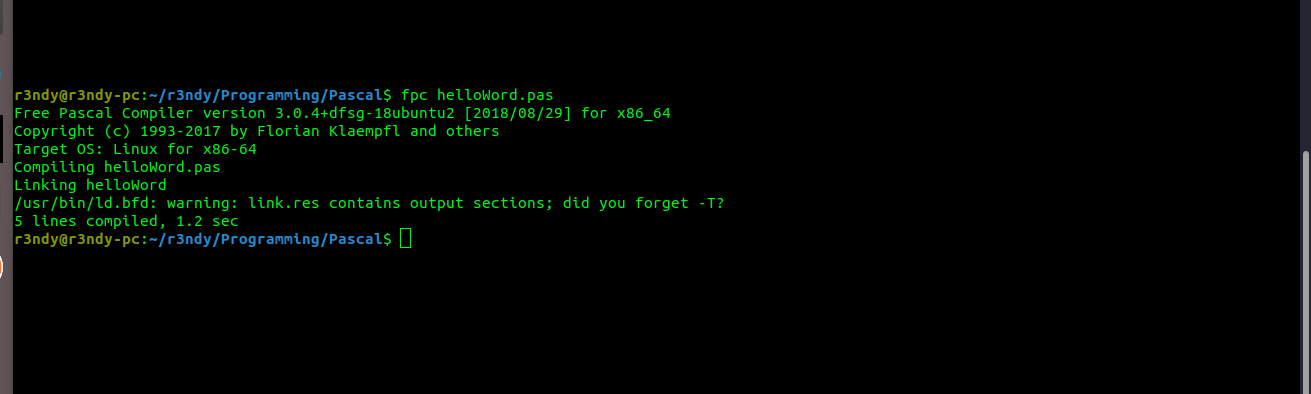 r3ndy@r3ndy-pc:~/r3ndy/Programming/Pascal$ fpc helloWord.pas
Free Pascal Compiler version 3.0.4+dfsg-18ubuntu2 [2018/08/29] for x86_64
Copyright (c) 1993-2017 by Florian Klaempfl and others
Target OS: Linux for x86-64
Compiling helloWord.pas
Linking helloWord
/usr/bin/ld.bfd: warning: link.res contains output sections; did you forget -T?
5 lines compiled, 1.2 sec
r3ndy@r3ndy-pc:~/r3ndy/Programming/Pascal$